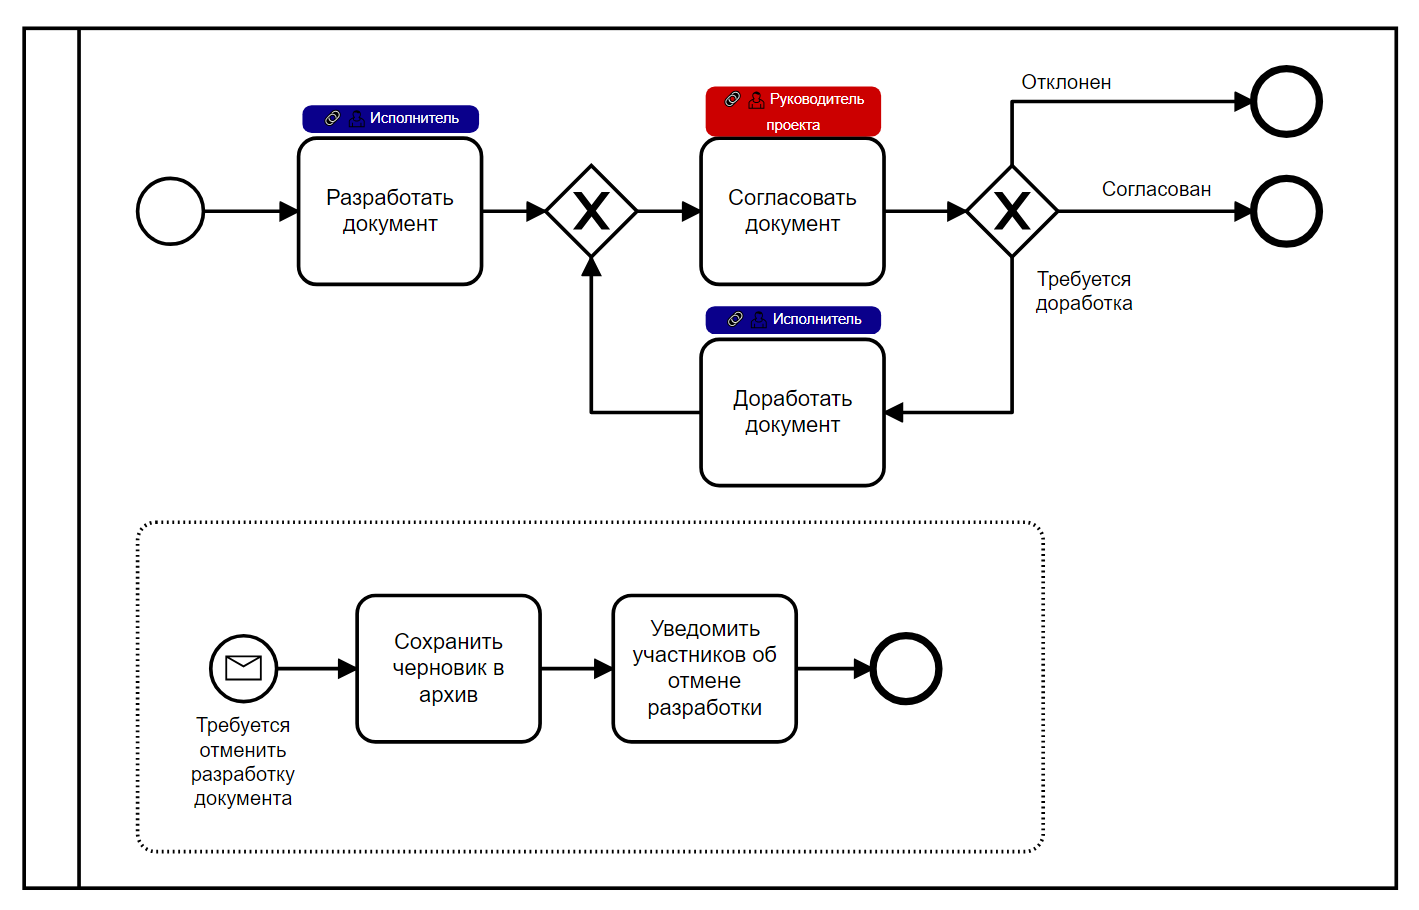 Исполнитель
Разработать
документ
Руководитель
проекта
Согласовать
документ
Отклонен
Согласован
Требуется
доработка
Исполнитель
Доработать
документ
Требуется
отменить
разработку
документа
Сохранить
черновик в
архив
Уведомить
участников об
отмене
разработки